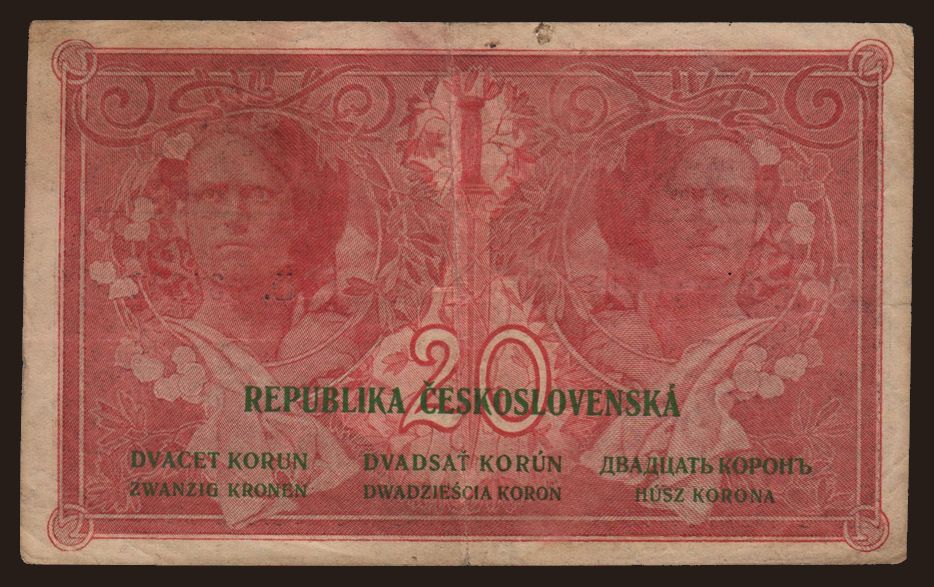 20
REPUBLIKA ČESKOSLOVENSKÁ
DVACET KORUN
ZWANZIG KRONEN
DVADSAŤ KORÚN
DWADZIEŚCIA KORON
ДВАДЦАТЬ КОРОНЪ
HÚSZ KORONA